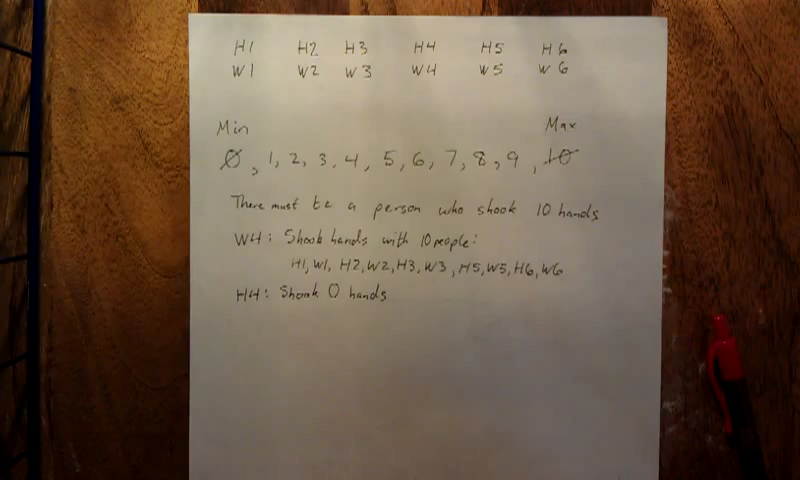 H1 H2 H3 H4 H5 H6
W1 W2 W3 W4 W5 W6
Min Max
0, 1, 2, 3, 4, 5, 6, 7, 8, 9, 10
There must be a person who shook 10 hands
W4: Shook hands with 10 people:
H1, W1, H2, W2, H3, W3, H5, W5, H6, W6
H4: Shook 0 hands